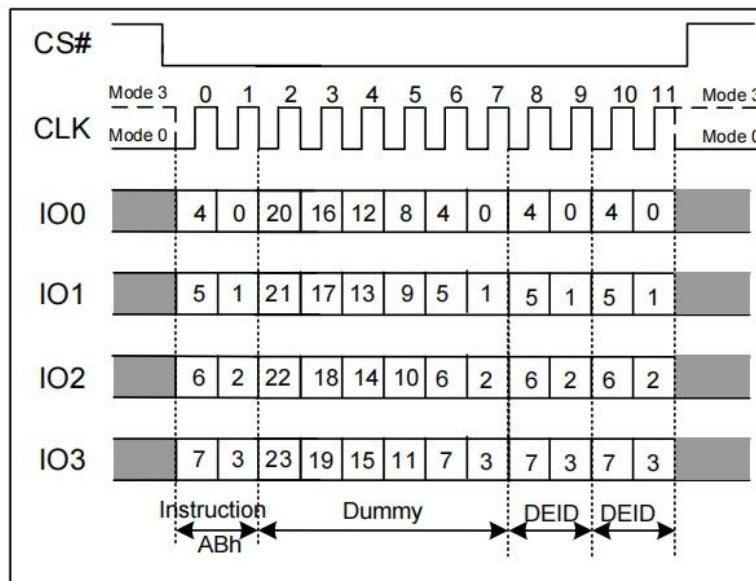 CS#
Mode 3 0 1 2 3 4 5 6 7 8 9 10 11 Mode 3
CLK
Mode 0 Mode 0
IO0 4 0 20 16 12 8 4 0 4 0 4 0
IO1 5 1 21 17 13 9 5 1 5 1 5 1
IO2 6 2 22 18 14 10 6 2 6 2 6 2
IO3 7 3 23 19 15 11 7 3 7 3 7 3
Instruction Dummy DEID DEID
ABh